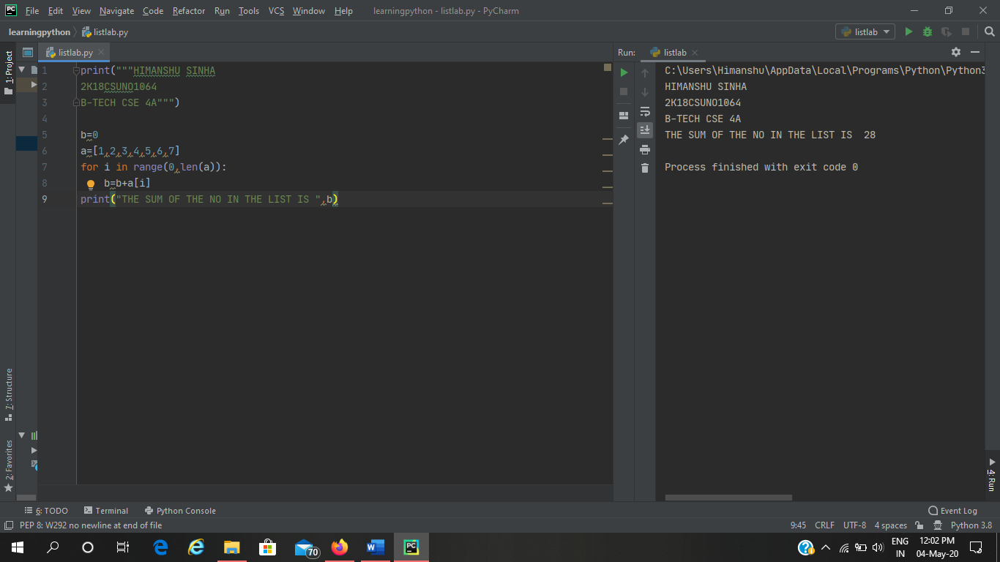 PC File Edit View Navigate Code Refactor Run Tools VCS Window Help learningpython - listlab.py - PyCharm
learningpython listlab.py listlab
1: Project
listlab.py
Run: listlab
1 print("""HIMANSHU SINHA
2 2K18CSUNO1064
3 B-TECH CSE 4A""")
4
5 b=0
6 a=[1,2,3,4,5,6,7]
7 for i in range(0,len(a)):
8 b=b+a[i]
9 print("THE SUM OF THE NO IN THE LIST IS ",b)
C:\Users\Himanshu\AppData\Local\Programs\Python\Python3
HIMANSHU SINHA
2K18CSUNO1064
B-TECH CSE 4A
THE SUM OF THE NO IN THE LIST IS  28
Process finished with exit code 0
7: Structure
2: Favorites
4: Run
6: TODO Terminal Python Console Event Log
PEP 8: W292 no newline at end of file 9:45 CRLF UTF-8 4 spaces Python 3.8
70 PC
ENG 12:02 PM
IN 04-May-20